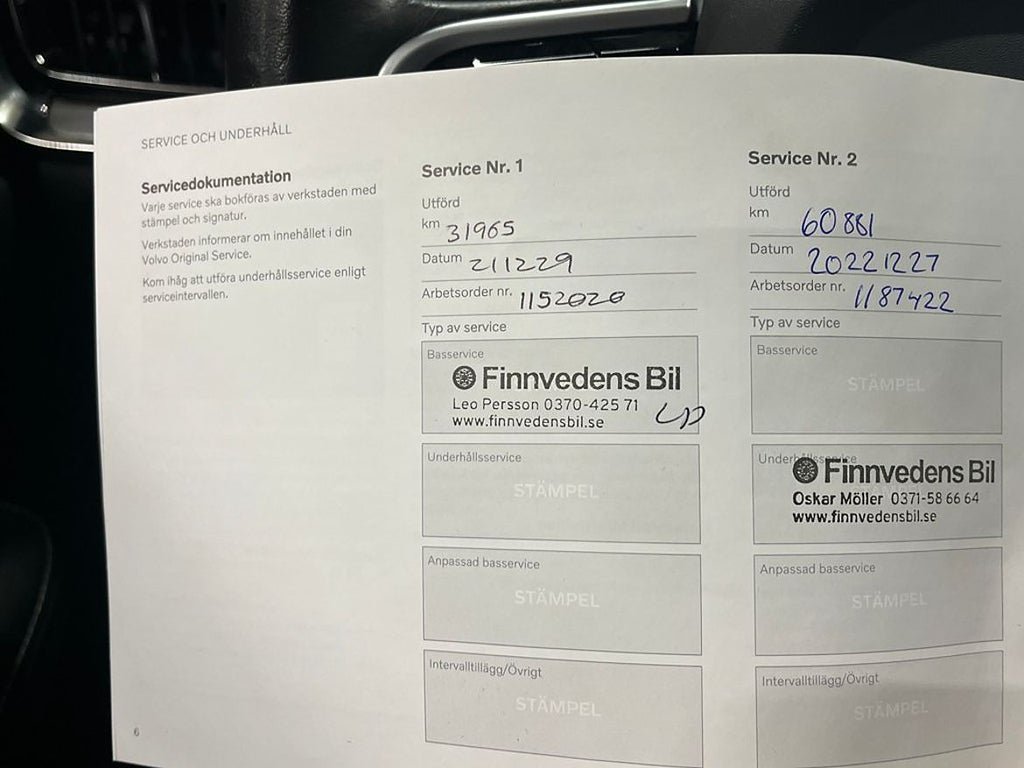 SERVICE OCH UNDERHÅLL
Servicedokumentation
Varje service ska bokföras av verkstaden med
stämpel och signatur.
Verkstaden informerar om innehållet i din
Volvo Original Service.
Kom ihåg att utföra underhållsservice enligt
serviceintervallen.
6
Service Nr. 1
Utförd
km 31965
Datum 211229
Arbetsorder nr. 1152020
Typ av service
Basservice
Finnvedens Bil
Leo Persson 0370-425 71
www.finnvedensbil.se
LP
Underhållsservice
STÄMPEL
Anpassad basservice
STÄMPEL
Intervalltillägg/Övrigt
STÄMPEL
Service Nr. 2
Utförd
km 60881
Datum 20221227
Arbetsorder nr. 1187422
Typ av service
Basservice
STÄMPEL
Underhållsservice
Finnvedens Bil
Oskar Möller 0371-58 66 64
www.finnvedensbil.se
Anpassad basservice
STÄMPEL
Intervalltillägg/Övrigt
STÄMPEL